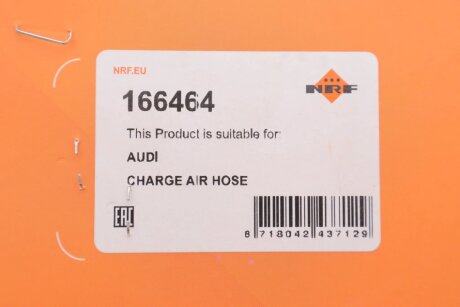 NRF.EU
NRF
166464
This Product is suitable for:
AUDI
CHARGE AIR HOSE
EAC
8 718042 437129